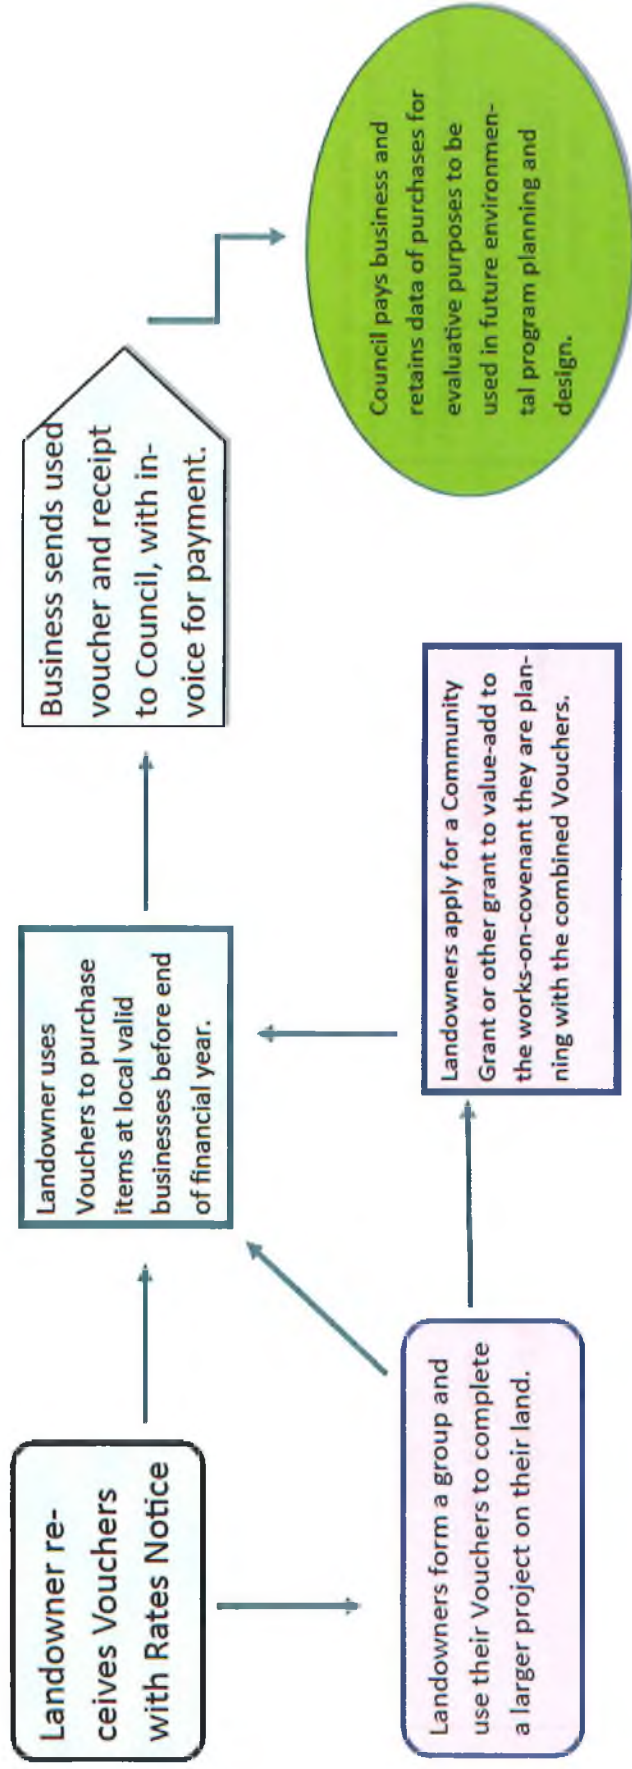 Landowner re-
ceives Vouchers
with Rates Notice
Landowner uses
Vouchers to purchase
items at local valid
businesses before end
of financial year.
Business sends used
voucher and receipt
to Council, with in-
voice for payment.
Council pays business and
retains data of purchases for
evaluative purposes to be
used in future environmen-
tal program planning and
design.
Landowners form a group and
use their Vouchers to complete
a larger project on their land.
Landowners apply for a Community
Grant or other grant to value-add to
the works-on-covenant they are plan-
ning with the combined Vouchers.